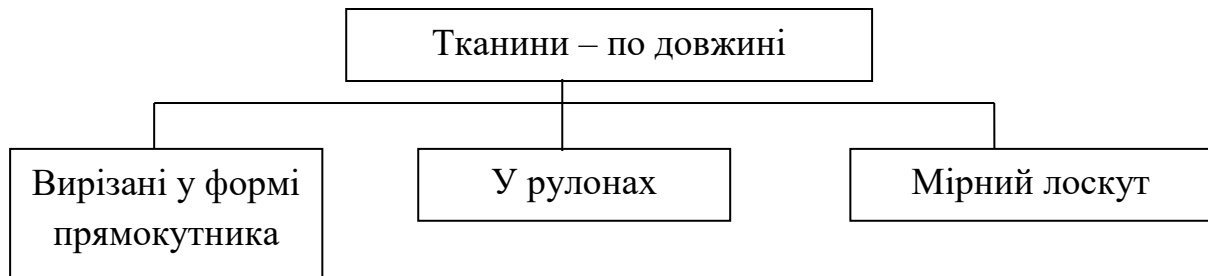 Тканини – по довжині
Вирізані у формі
прямокутника
У рулонах
Мірний лоскут